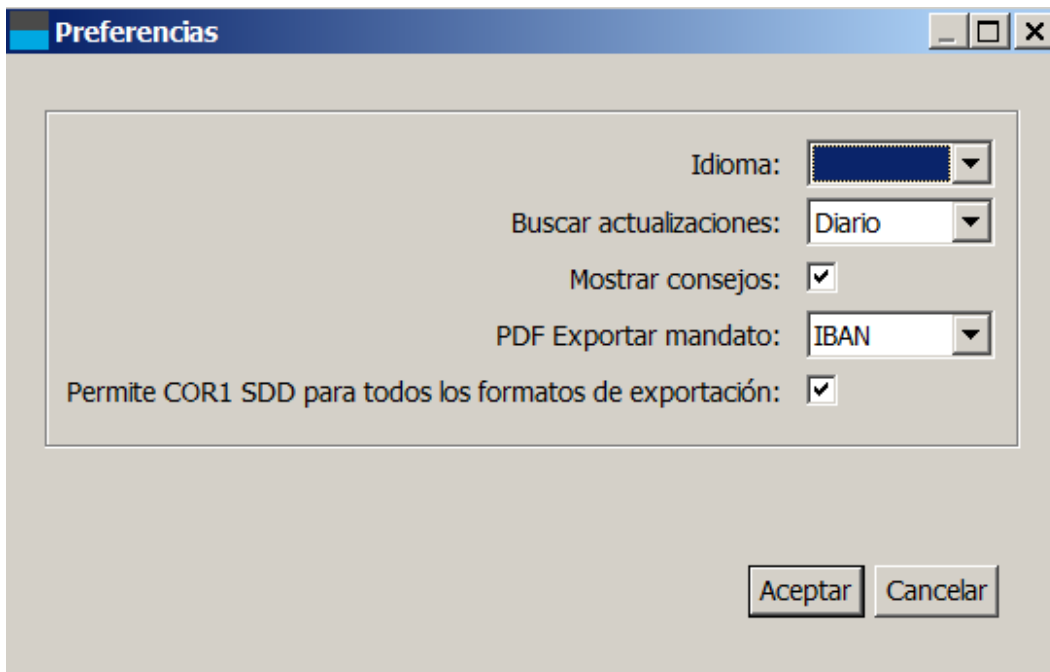 Preferencias
Idioma:
Buscar actualizaciones: Diario
Mostrar consejos:
PDF Exportar mandato: IBAN
Permite COR1 SDD para todos los formatos de exportación:
Aceptar Cancelar